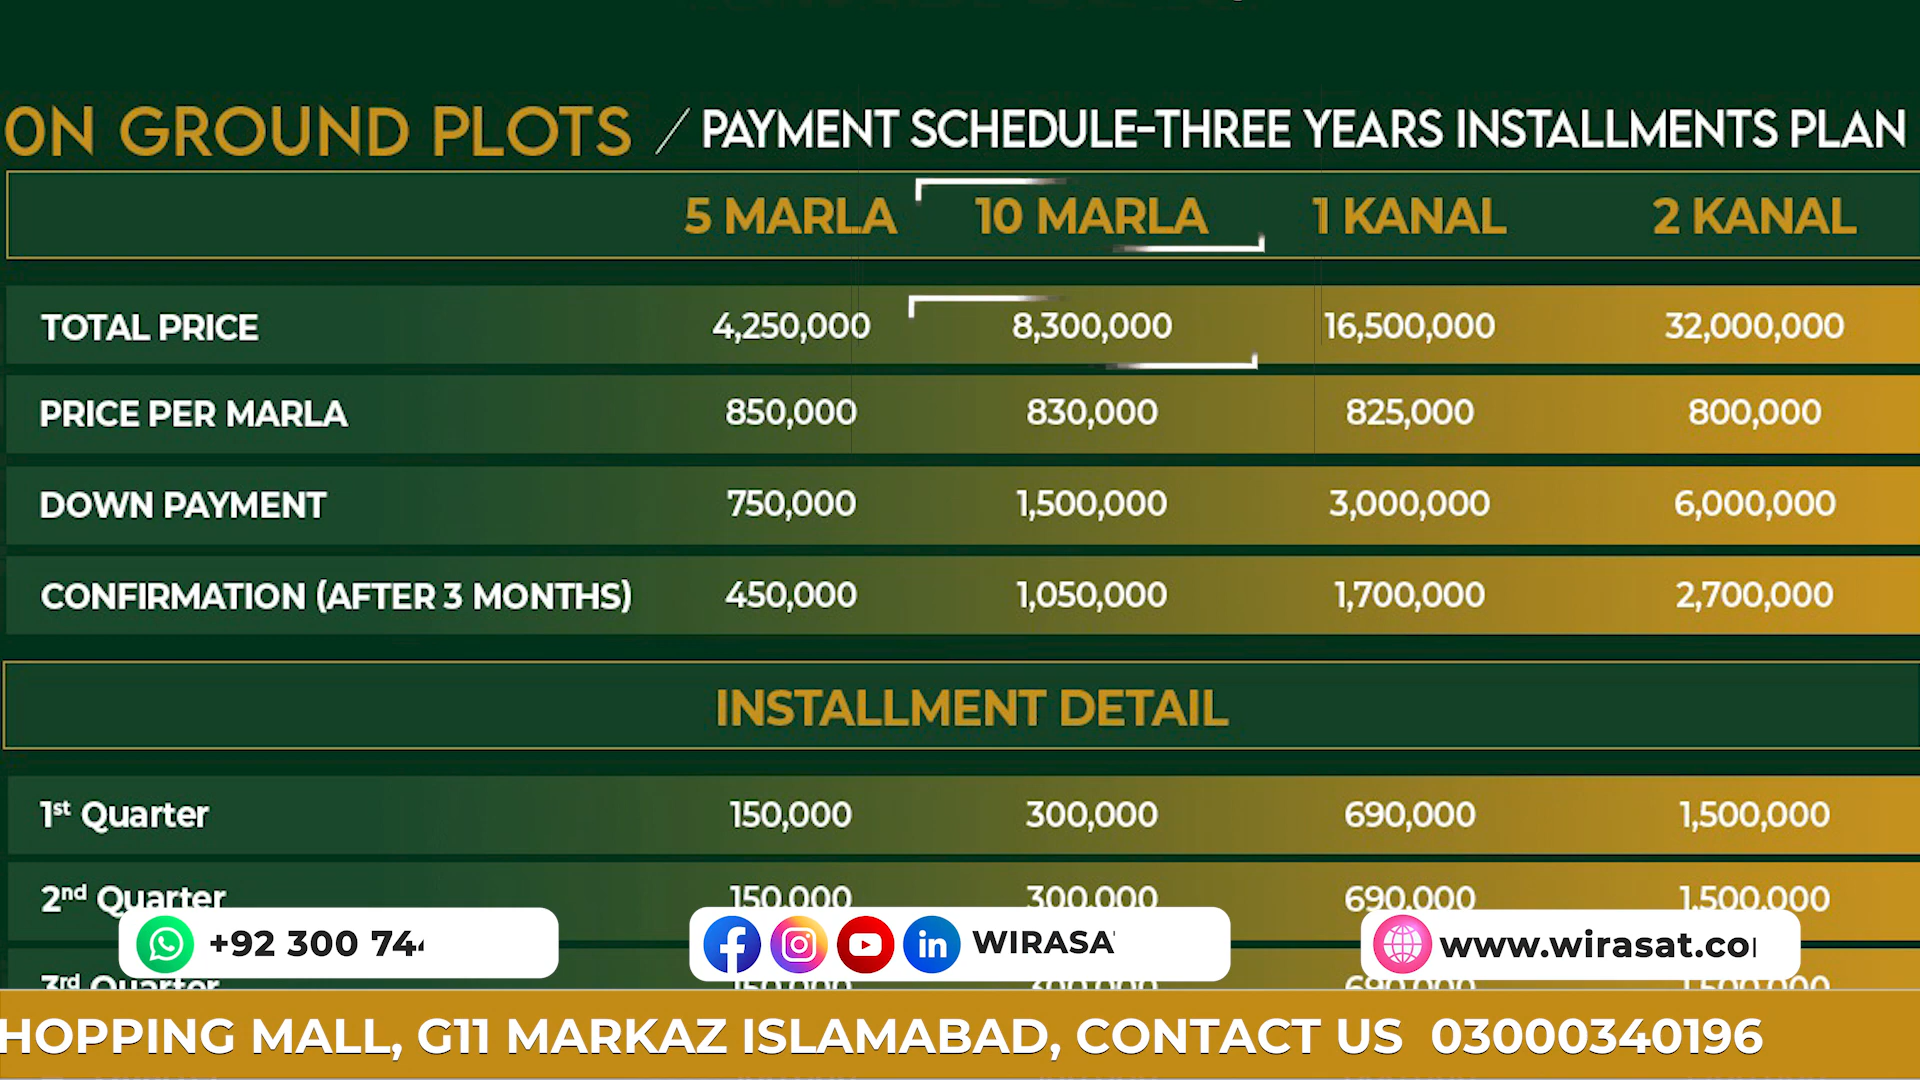 0N GROUND PLOTS / PAYMENT SCHEDULE-THREE YEARS INSTALLMENTS PLAN
5 MARLA 10 MARLA 1 KANAL 2 KANAL
TOTAL PRICE 4,250,000 8,300,000 16,500,000 32,000,000
PRICE PER MARLA 850,000 830,000 825,000 800,000
DOWN PAYMENT 750,000 1,500,000 3,000,000 6,000,000
CONFIRMATION (AFTER 3 MONTHS) 450,000 1,050,000 1,700,000 2,700,000
INSTALLMENT DETAIL
1st Quarter 150,000 300,000 690,000 1,500,000
2nd Quarter 150,000 300,000 690,000 1,500,000
+92 300 74 WIRASA www.wirasat.co
3rd Quarter 690,000
HOPPING MALL, G11 MARKAZ ISLAMABAD, CONTACT US 03000340196